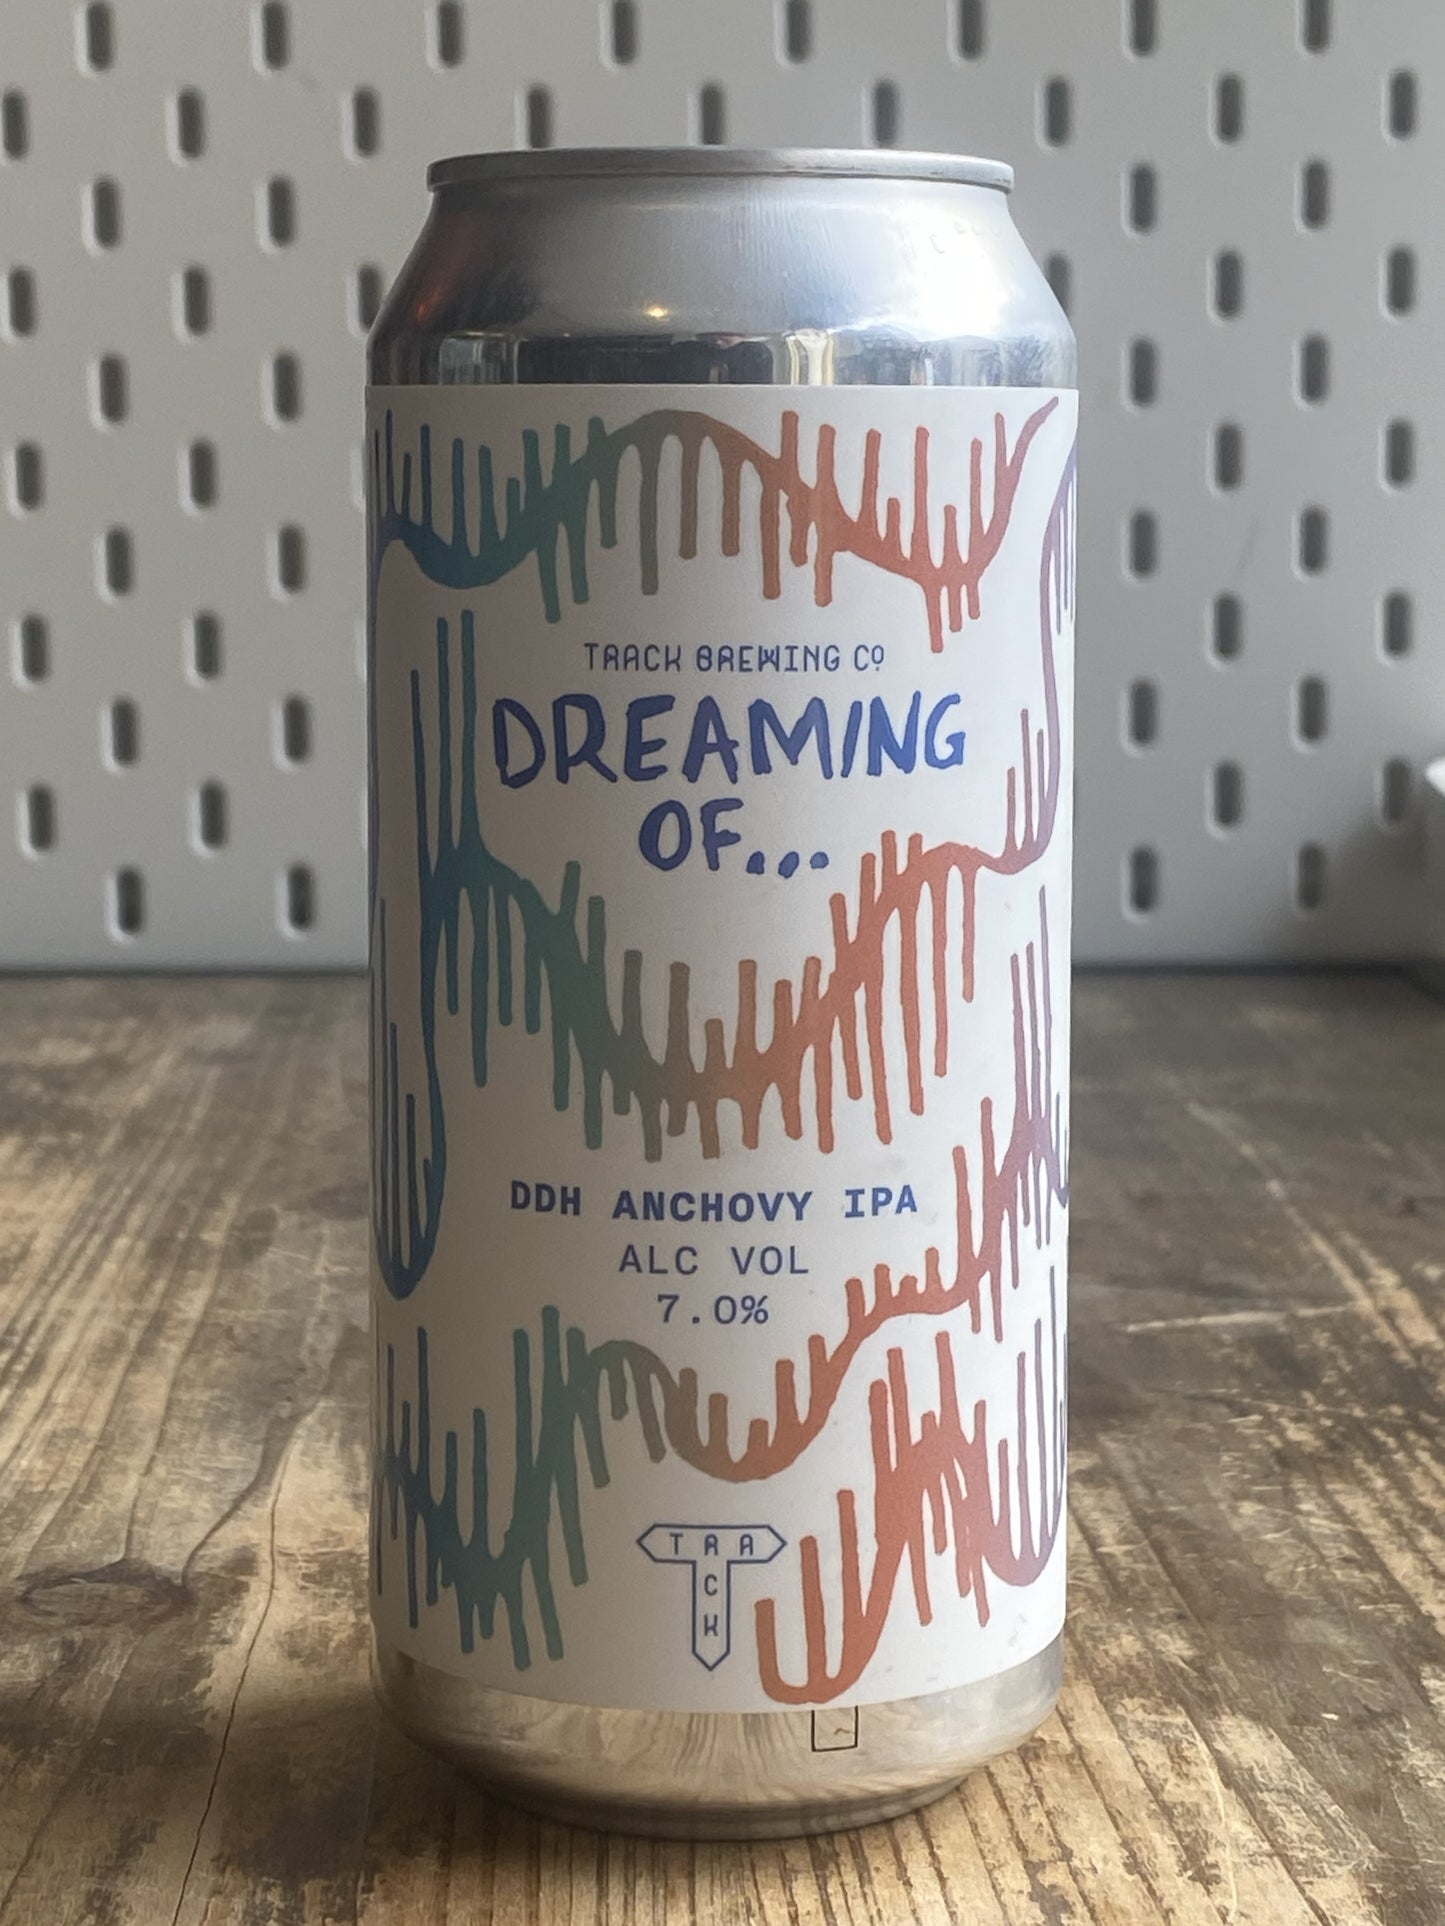 TRACK BREWING Cº
DREAMING
OF...
DDH ANCHOVY IPA
ALC VOL
7.0%
TRACK